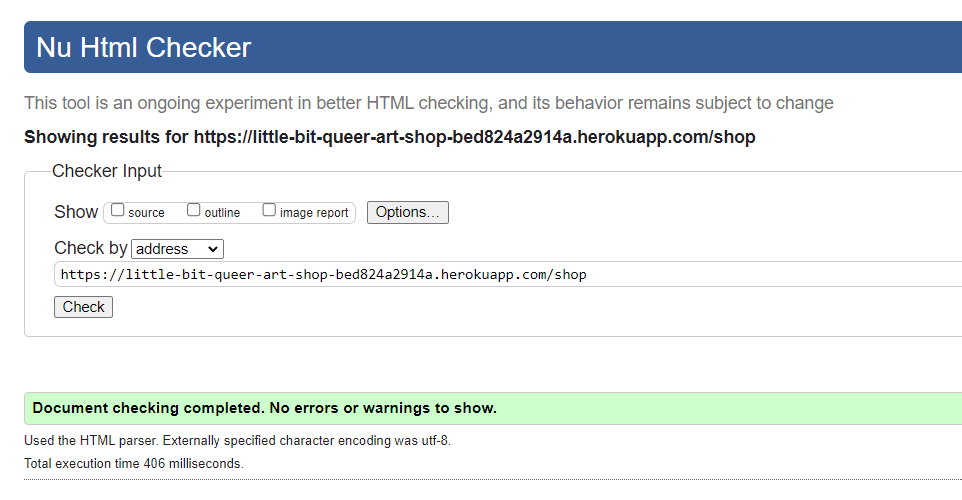 Nu Html Checker
This tool is an ongoing experiment in better HTML checking, and its behavior remains subject to change
Showing results for https://little-bit-queer-art-shop-bed824a2914a.herokuapp.com/shop
Checker Input
Show source outline image report Options...
Check by address
https://little-bit-queer-art-shop-bed824a2914a.herokuapp.com/shop
Check
Document checking completed. No errors or warnings to show.
Used the HTML parser. Externally specified character encoding was utf-8.
Total execution time 406 milliseconds.